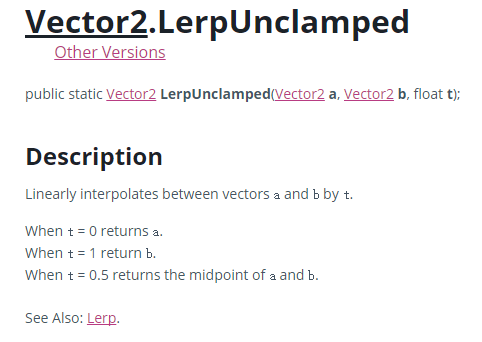 Vector2.LerpUnclamped
Other Versions
public static Vector2 LerpUnclamped(Vector2 a, Vector2 b, float t);
Description
Linearly interpolates between vectors a and b by t.
When t = 0 returns a.
When t = 1 return b.
When t = 0.5 returns the midpoint of a and b.
See Also: Lerp.